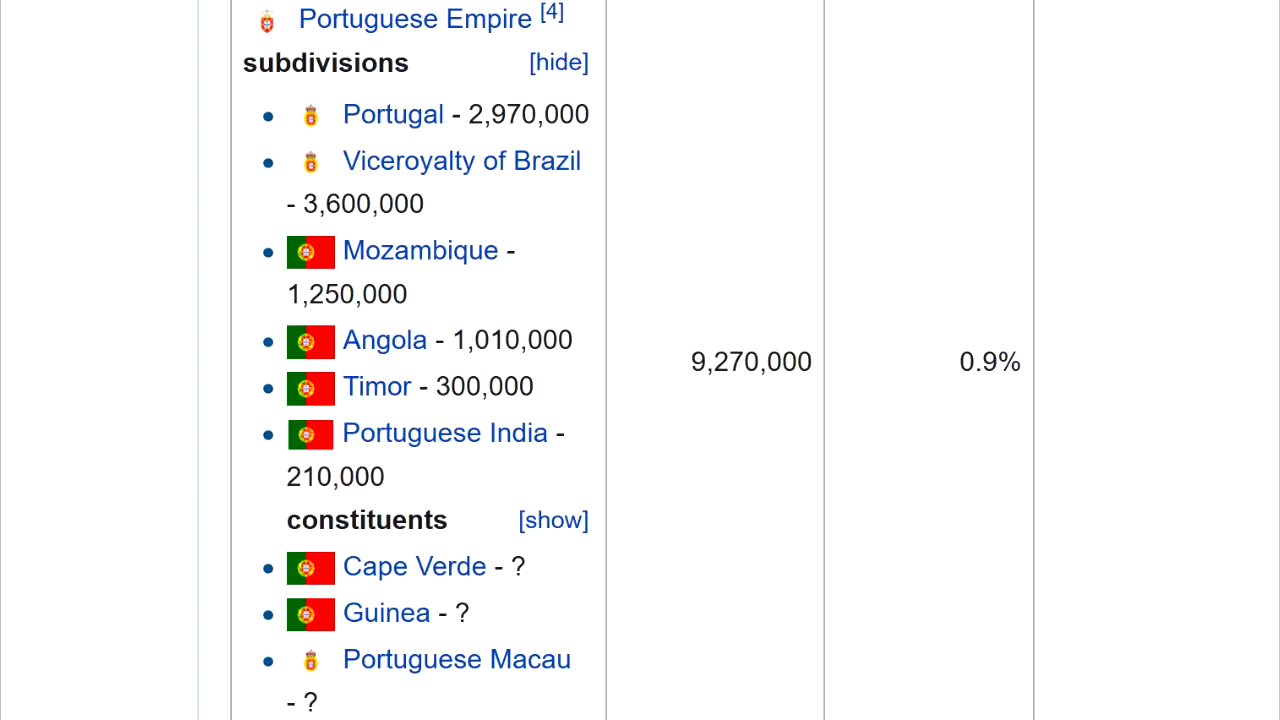 Portuguese Empire [4]
subdivisions [hide]
Portugal - 2,970,000
Viceroyalty of Brazil
- 3,600,000
Mozambique -
1,250,000
Angola - 1,010,000
9,270,000 0.9%
Timor - 300,000
Portuguese India -
210,000
constituents [show]
Cape Verde - ?
Guinea - ?
Portuguese Macau
- ?